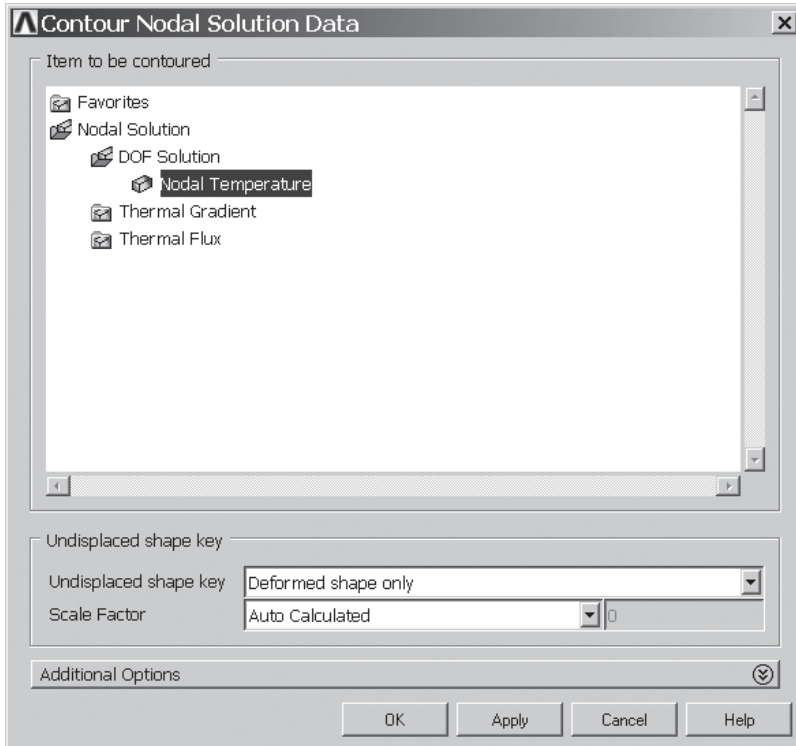 Contour Nodal Solution Data
Item to be contoured
Favorites
Nodal Solution
DOF Solution
Nodal Temperature
Thermal Gradient
Thermal Flux
Undisplaced shape key
Undisplaced shape key Deformed shape only
Scale Factor Auto Calculated 0
Additional Options
OK Apply Cancel Help